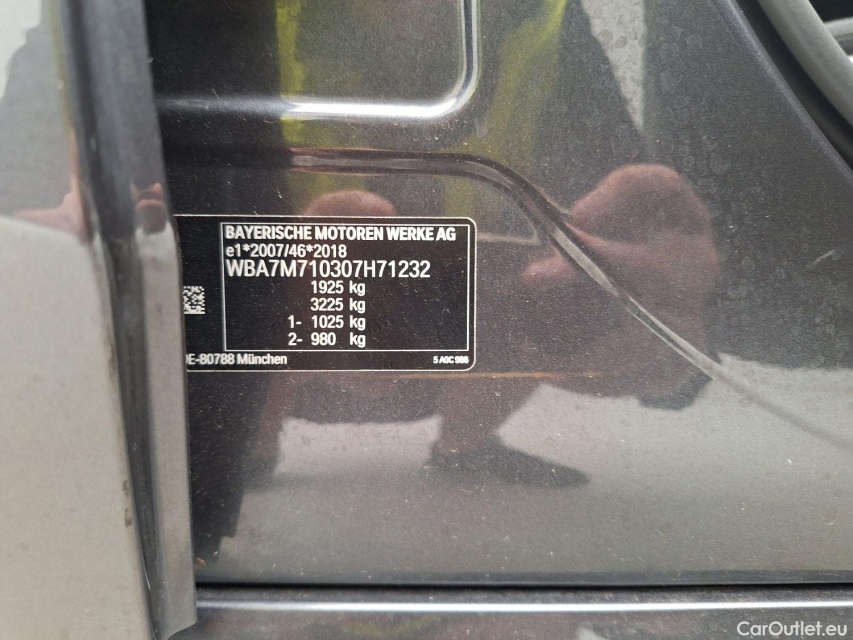 BAYERISCHE MOTOREN WERKE AG
e1*2007/46*2018
WBA7M710307H71232
1925 kg
3225 kg
1- 1025 kg
2- 980 kg
DE-80788 München 5 A0C 986
CarOutlet.eu